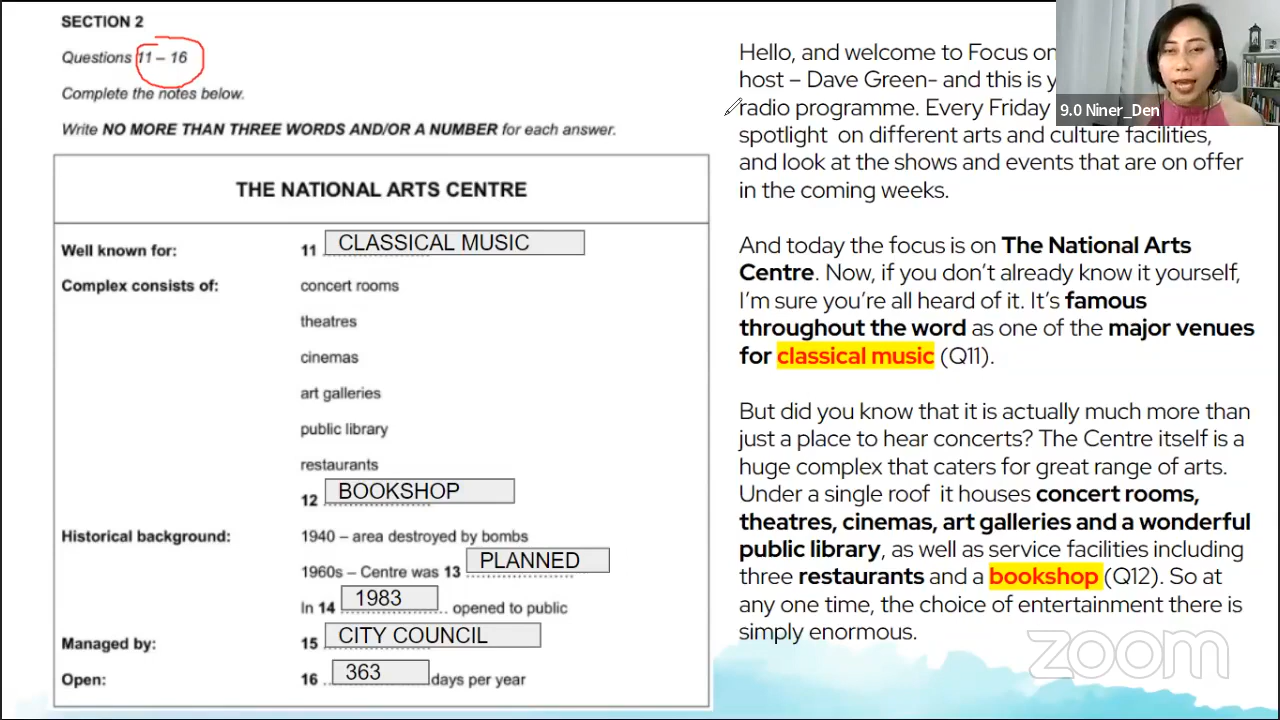 SECTION 2
Questions 11 – 16
Complete the notes below.
Write NO MORE THAN THREE WORDS AND/OR A NUMBER for each answer.
THE NATIONAL ARTS CENTRE
Well known for: 11 CLASSICAL MUSIC
Complex consists of: concert rooms
theatres
cinemas
art galleries
public library
restaurants
12 BOOKSHOP
Historical background: 1940 – area destroyed by bombs
1960s – Centre was 13 PLANNED
In 14 1983 opened to public
Managed by: 15 CITY COUNCIL
Open: 16 363 days per year
Hello, and welcome to Focus on
host – Dave Green- and this is
radio programme. Every Friday
spotlight on different arts and culture facilities,
and look at the shows and events that are on offer
in the coming weeks.
And today the focus is on The National Arts
Centre. Now, if you don't already know it yourself,
I'm sure you're all heard of it. It's famous
throughout the word as one of the major venues
for classical music (Q11).
But did you know that it is actually much more than
just a place to hear concerts? The Centre itself is a
huge complex that caters for great range of arts.
Under a single roof it houses concert rooms,
theatres, cinemas, art galleries and a wonderful
public library, as well as service facilities including
three restaurants and a bookshop (Q12). So at
any one time, the choice of entertainment there is
simply enormous.
9.0 Niner_Den
zoom